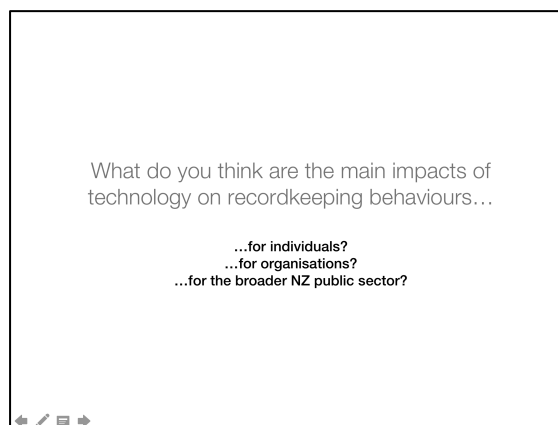 What do you think are the main impacts of
technology on recordkeeping behaviours…
…for individuals?
…for organisations?
…for the broader NZ public sector?